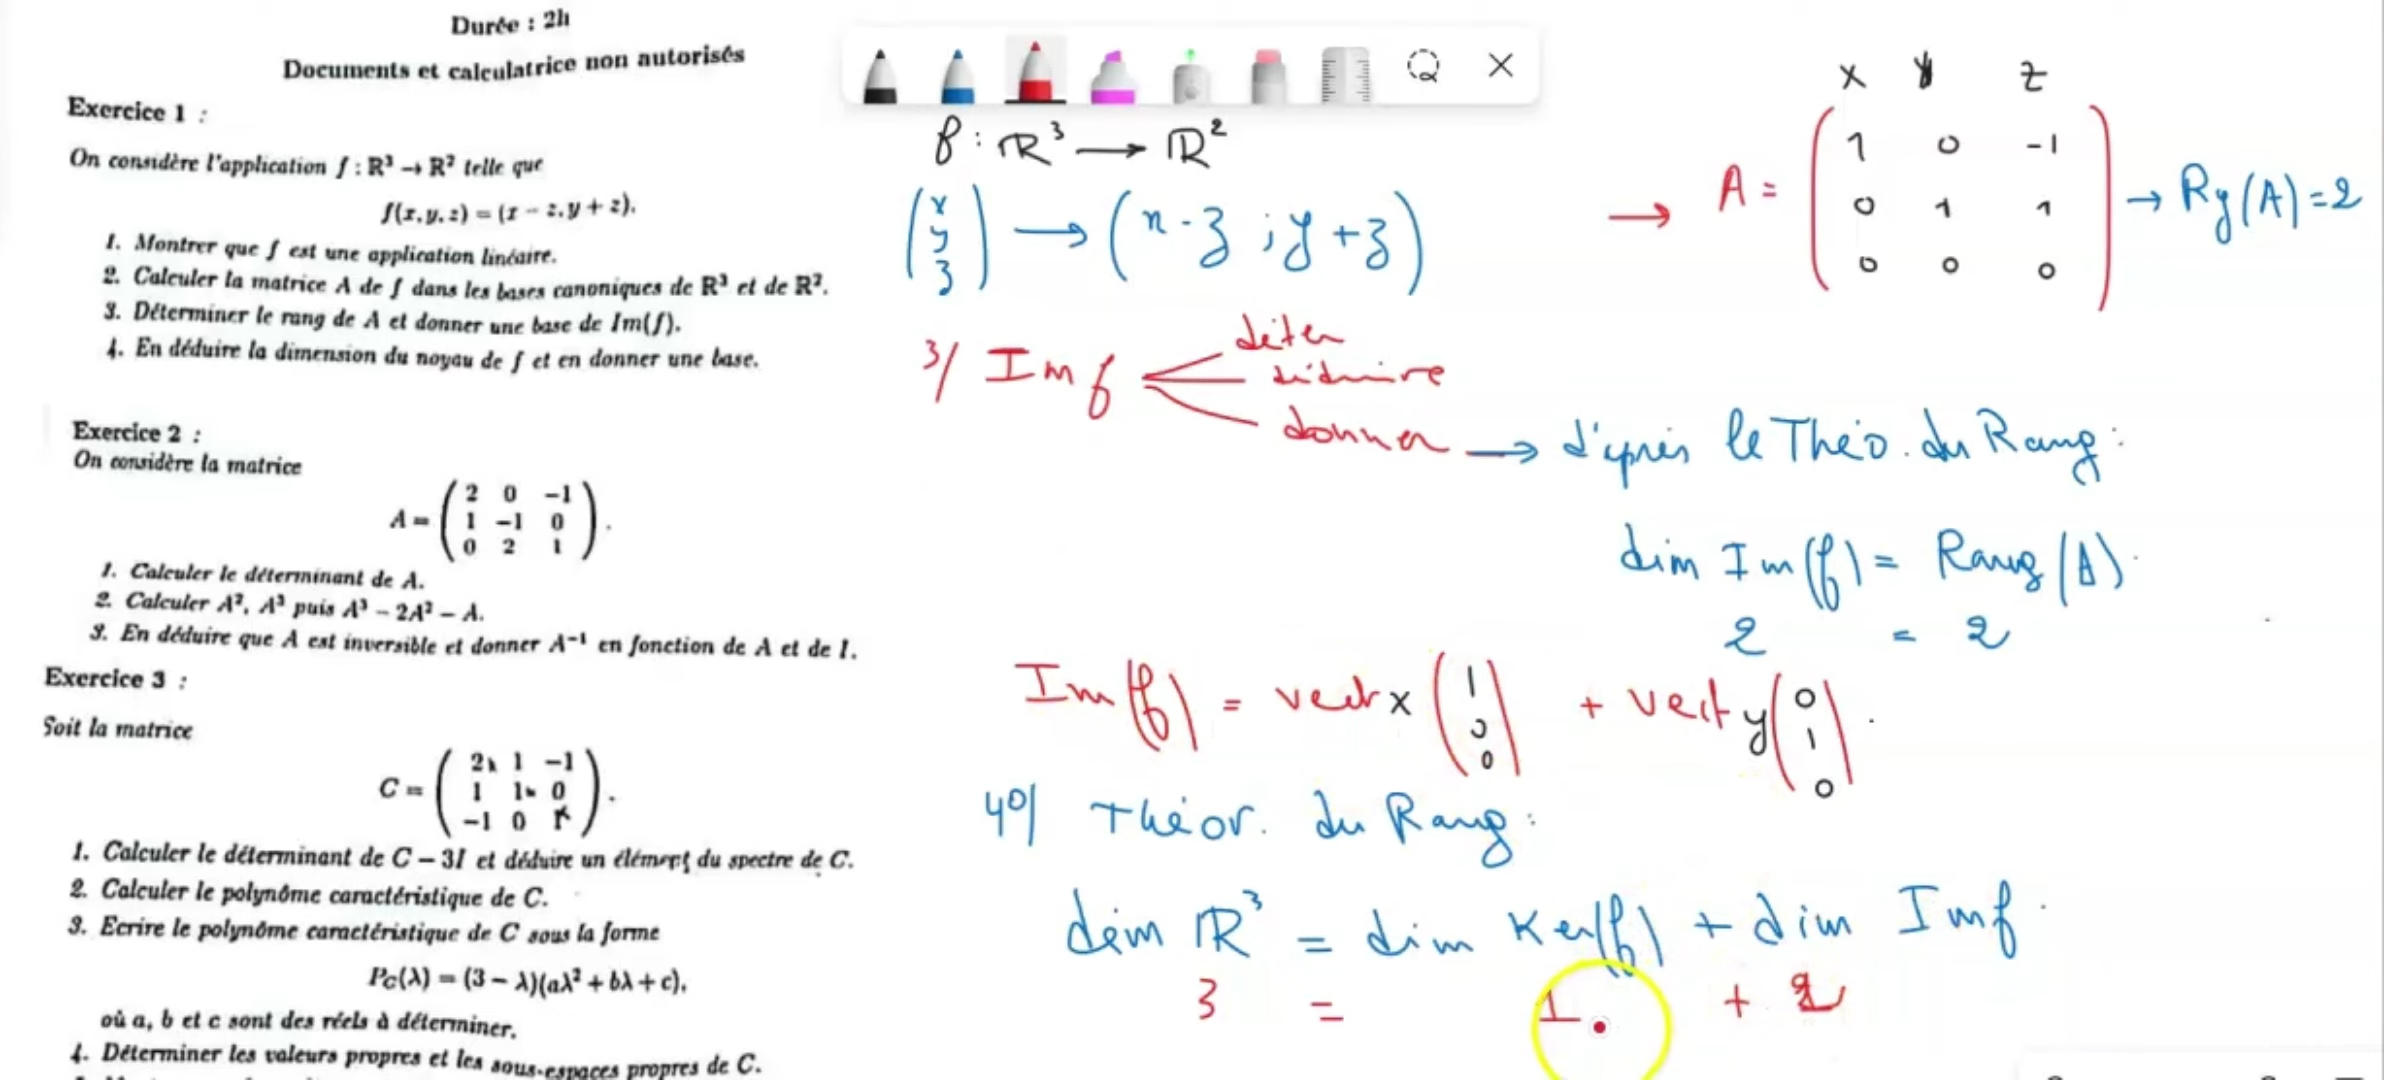 Durée : 2h
Documents et calculatrice non autorisés
Exercice 1 :
On considère l'application f : R³ → R² telle que
f(x, y, z) = (x − z, y + z).
1. Montrer que f est une application linéaire.
2. Calculer la matrice A de f dans les bases canoniques de R³ et de R².
3. Déterminer le rang de A et donner une base de Im(f).
4. En déduire la dimension du noyau de f et en donner une base.
Exercice 2 :
On considère la matrice
A = ( 2 0 −1
1 −1 0
0 2 1 ) .
1. Calculer le déterminant de A.
2. Calculer A², A³ puis A³ − 2A² − A.
3. En déduire que A est inversible et donner A⁻¹ en fonction de A et de I.
Exercice 3 :
Soit la matrice
C = ( 2 1 −1
1 1 0
−1 0 1 ) .
1. Calculer le déterminant de C − 3I et déduire un élément du spectre de C.
2. Calculer le polynôme caractéristique de C.
3. Ecrire le polynôme caractéristique de C sous la forme
P_C(λ) = (3 − λ)(aλ² + bλ + c),
où a, b et c sont des réels à déterminer.
4. Déterminer les valeurs propres et les sous-espaces propres de C.
f : ℝ³ → ℝ²
(x
y
z) → (x - z ; y + z)
x y z
→ A = ( 1 0 -1
0 1 1
0 0 0 ) → Rg(A) = 2
3/ Im f
déter
déduire
donner → d'après le Théo. du Rang :
dim Im(f) = Rang(A)
2 = 2
Im(f) = vect x (1
0
0) + vect y (0
1
0) .
4°/ Théor. du Rang :
dim ℝ³ = dim Ker(f) + dim Im f
3 = 1 + 2